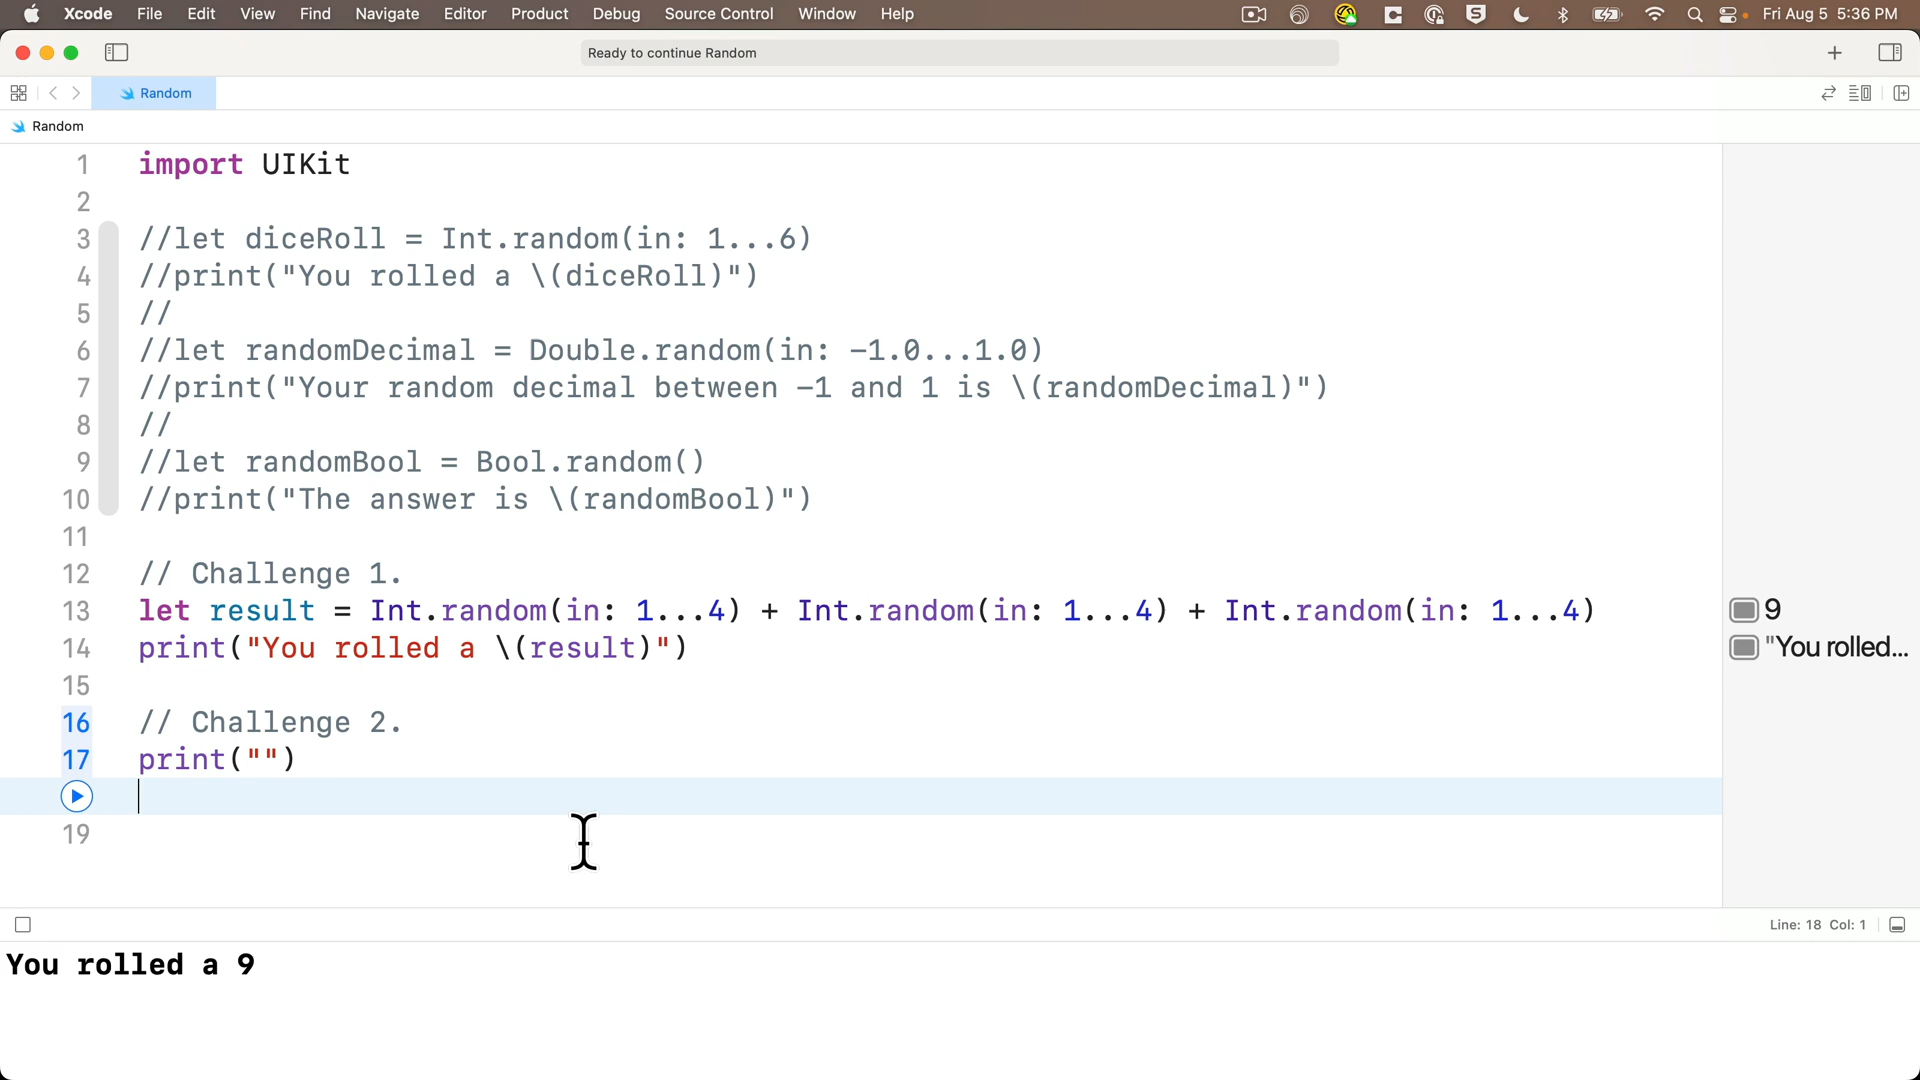 Xcode File Edit View Find Navigate Editor Product Debug Source Control Window Help Fri Aug 5 5:36 PM
Ready to continue Random
Random
Random
1 import UIKit
2
3 //let diceRoll = Int.random(in: 1...6)
4 //print("You rolled a \(diceRoll)")
5 //
6 //let randomDecimal = Double.random(in: -1.0...1.0)
7 //print("Your random decimal between -1 and 1 is \(randomDecimal)")
8 //
9 //let randomBool = Bool.random()
10 //print("The answer is \(randomBool)")
11
12 // Challenge 1.
13 let result = Int.random(in: 1...4) + Int.random(in: 1...4) + Int.random(in: 1...4) 9
14 print("You rolled a \(result)") "You rolled...
15
16 // Challenge 2.
17 print("")
19
Line: 18 Col: 1
You rolled a 9